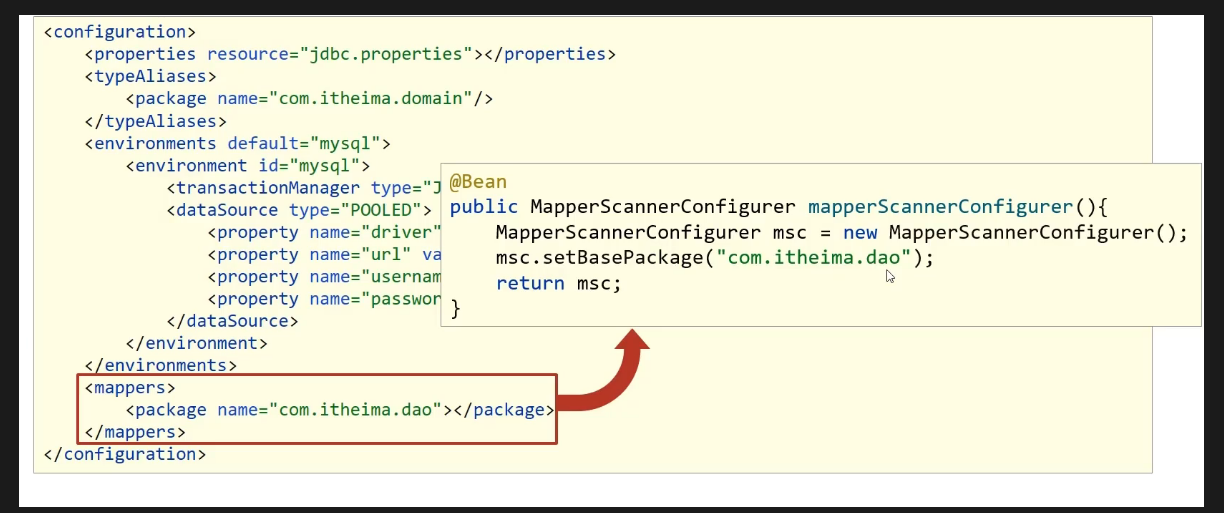 <configuration>
<properties resource="jdbc.properties"></properties>
<typeAliases>
<package name="com.itheima.domain"/>
</typeAliases>
<environments default="mysql">
<environment id="mysql">
<transactionManager type="J
<dataSource type="POOLED">
<property name="driver"
<property name="url" va
<property name="usernam
<property name="passwor
</dataSource>
</environment>
</environments>
<mappers>
<package name="com.itheima.dao"></package>
</mappers>
</configuration>
@Bean
public MapperScannerConfigurer mapperScannerConfigurer(){
MapperScannerConfigurer msc = new MapperScannerConfigurer();
msc.setBasePackage("com.itheima.dao");
return msc;
}